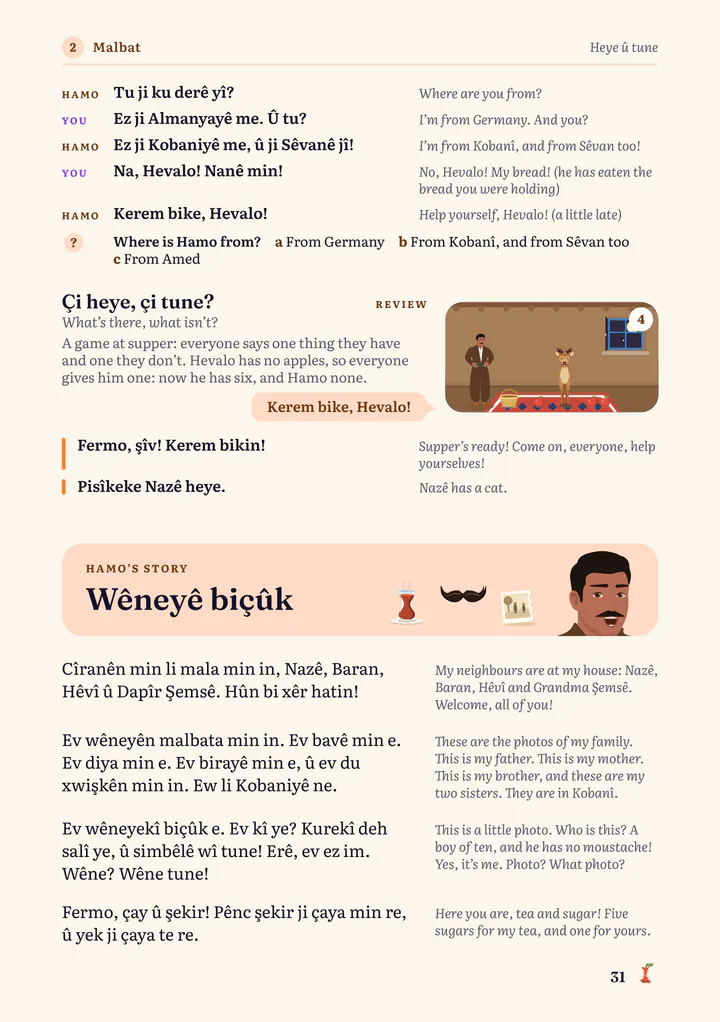 2 Malbat
Heye û tune
HAMO Tu ji ku derê yî? Where are you from?
YOU Ez ji Almanyayê me. Û tu? I'm from Germany. And you?
HAMO Ez ji Kobaniyê me, û ji Sêvanê jî! I'm from Kobanî, and from Sêvan too!
YOU Na, Hevalo! Nanê min! No, Hevalo! My bread! (he has eaten the
bread you were holding)
HAMO Kerem bike, Hevalo! Help yourself, Hevalo! (a little late)
? Where is Hamo from? a From Germany b From Kobanî, and from Sêvan too
c From Amed
Çi heye, çi tune? REVIEW
What's there, what isn't?
A game at supper: everyone says one thing they have
and one they don't. Hevalo has no apples, so everyone
gives him one: now he has six, and Hamo none.
4
Kerem bike, Hevalo!
Fermo, şîv! Kerem bikin! Supper's ready! Come on, everyone, help
yourselves!
Pisîkeke Nazê heye. Nazê has a cat.
HAMO'S STORY
Wêneyê biçûk
Cîranên min li mala min in, Nazê, Baran,
Hêvî û Dapîr Şemsê. Hûn bi xêr hatin!
My neighbours are at my house: Nazê,
Baran, Hêvî and Grandma Şemsê.
Welcome, all of you!
Ev wêneyên malbata min in. Ev bavê min e.
Ev diya min e. Ev birayê min e, û ev du
xwişkên min in. Ew li Kobaniyê ne.
These are the photos of my family.
This is my father. This is my mother.
This is my brother, and these are my
two sisters. They are in Kobanî.
Ev wêneyekî biçûk e. Ev kî ye? Kurekî deh
salî ye, û simbêlê wî tune! Erê, ev ez im.
Wêne? Wêne tune!
This is a little photo. Who is this? A
boy of ten, and he has no moustache!
Yes, it's me. Photo? What photo?
Fermo, çay û şekir! Pênc şekir ji çaya min re,
û yek ji çaya te re.
Here you are, tea and sugar! Five
sugars for my tea, and one for yours.
31